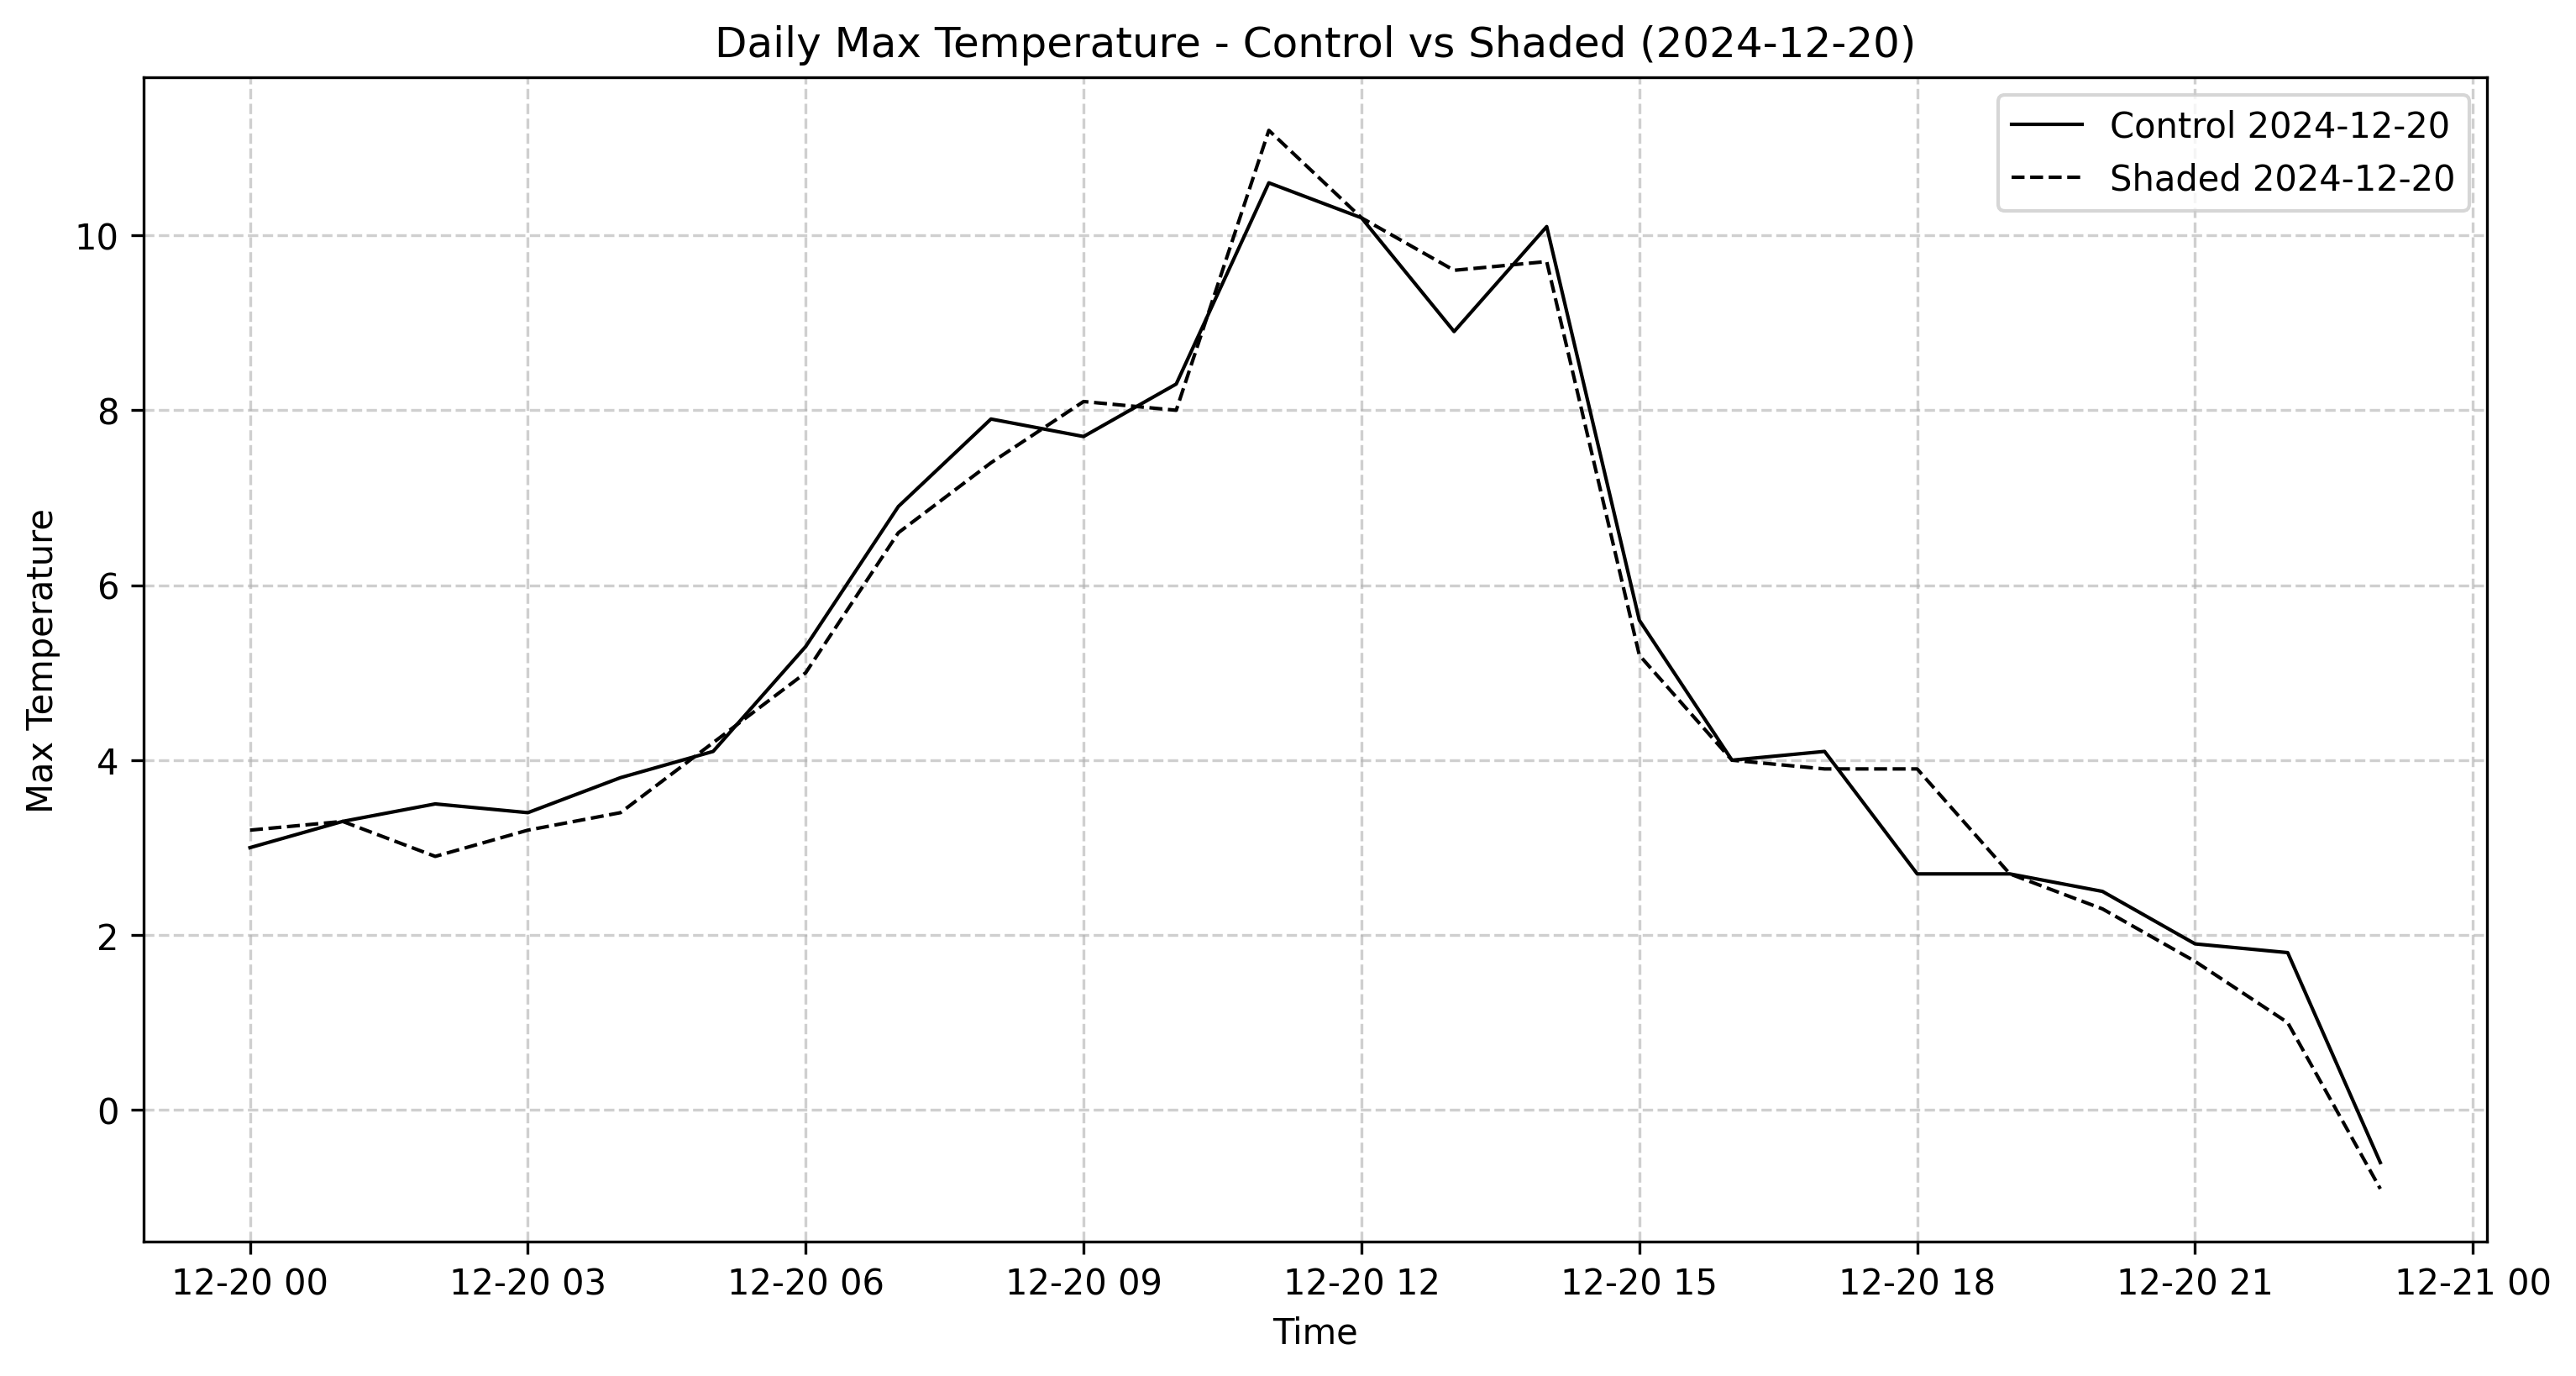 Daily Max Temperature - Control vs Shaded (2024-12-20)
Control 2024-12-20
Shaded 2024-12-20
10
8
6
4
2
0
Max Temperature
12-20 00 12-20 03 12-20 06 12-20 09 12-20 12 12-20 15 12-20 18 12-20 21 12-21 00
Time